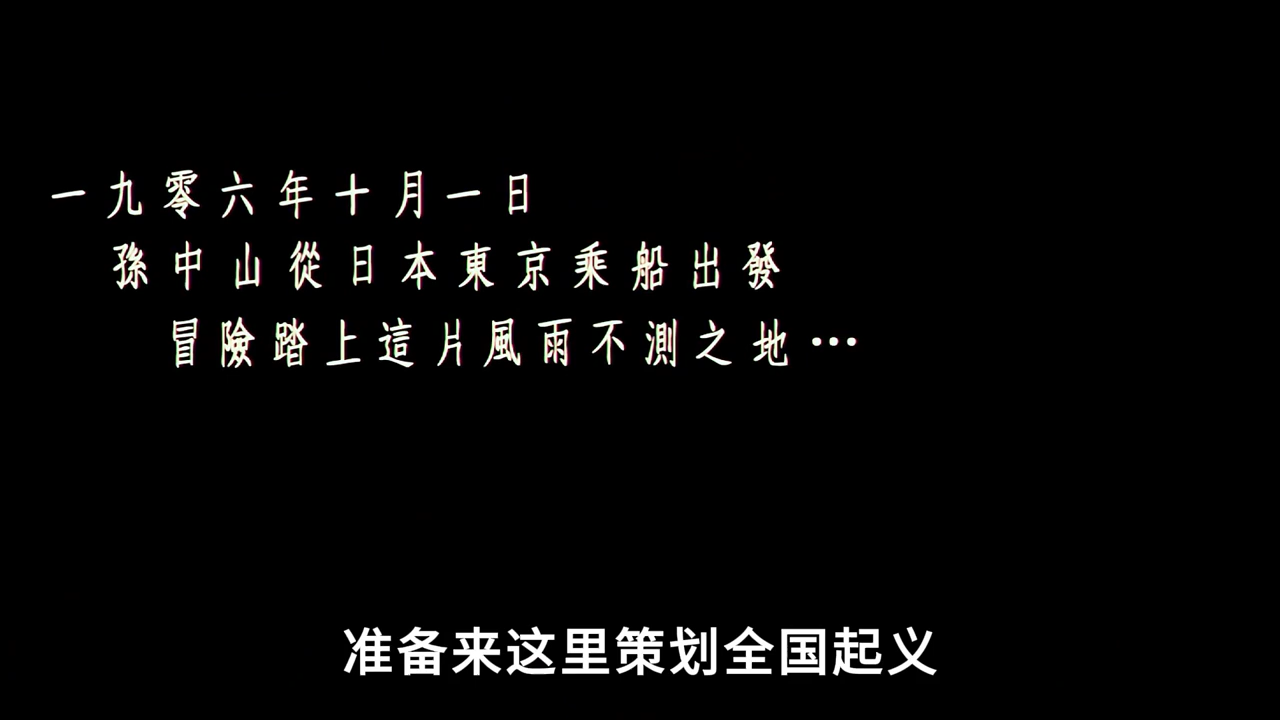 一九零六年十月一日
孫中山從日本東京乘船出發
冒險踏上這片風雨不測之地…
准备来这里策划全国起义